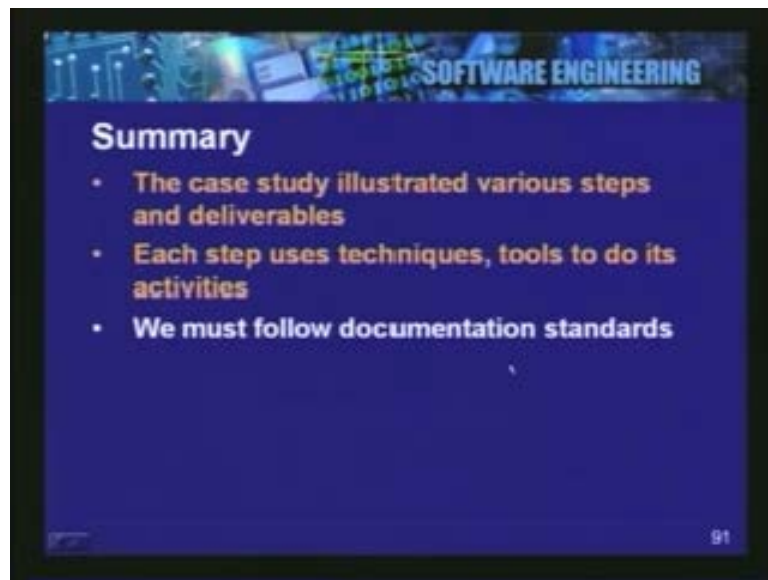 SOFTWARE ENGINEERING
Summary
• The case study illustrated various steps
and deliverables
• Each step uses techniques, tools to do its
activities
• We must follow documentation standards
91